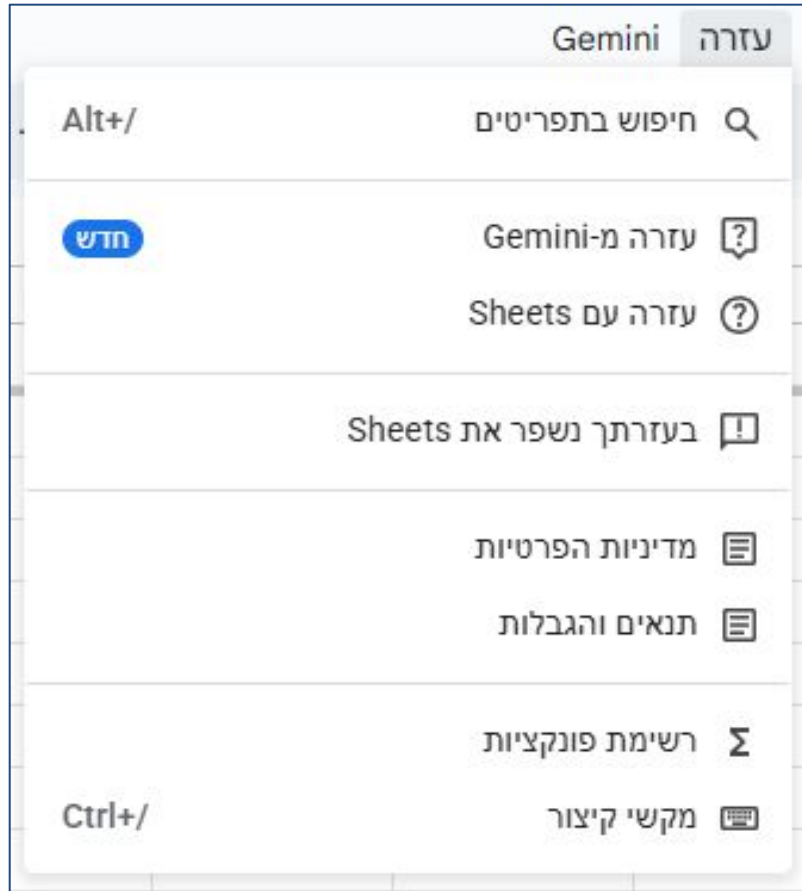 עזרה Gemini
חיפוש בתפריטים Alt+/
עזרה מ-Gemini חדש
עזרה עם Sheets
בעזרתך נשפר את Sheets
מדיניות הפרטיות
תנאים והגבלות
רשימת פונקציות
מקשי קיצור Ctrl+/